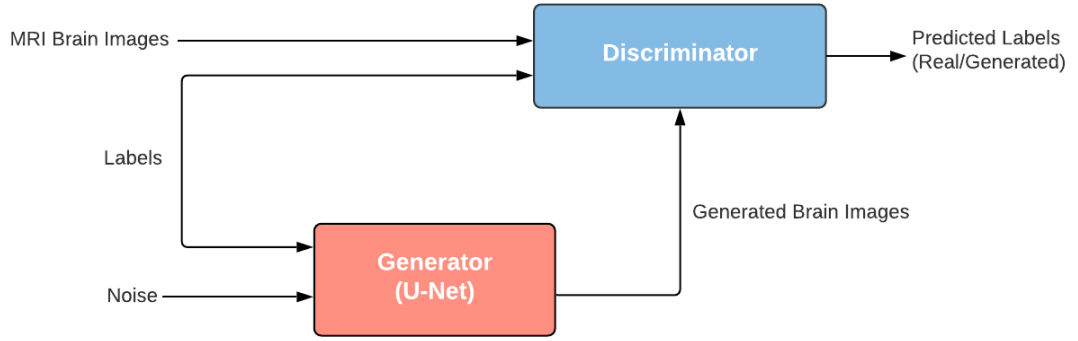 MRI Brain Images
Discriminator
Predicted Labels
(Real/Generated)
Labels
Generated Brain Images
Generator
(U-Net)
Noise